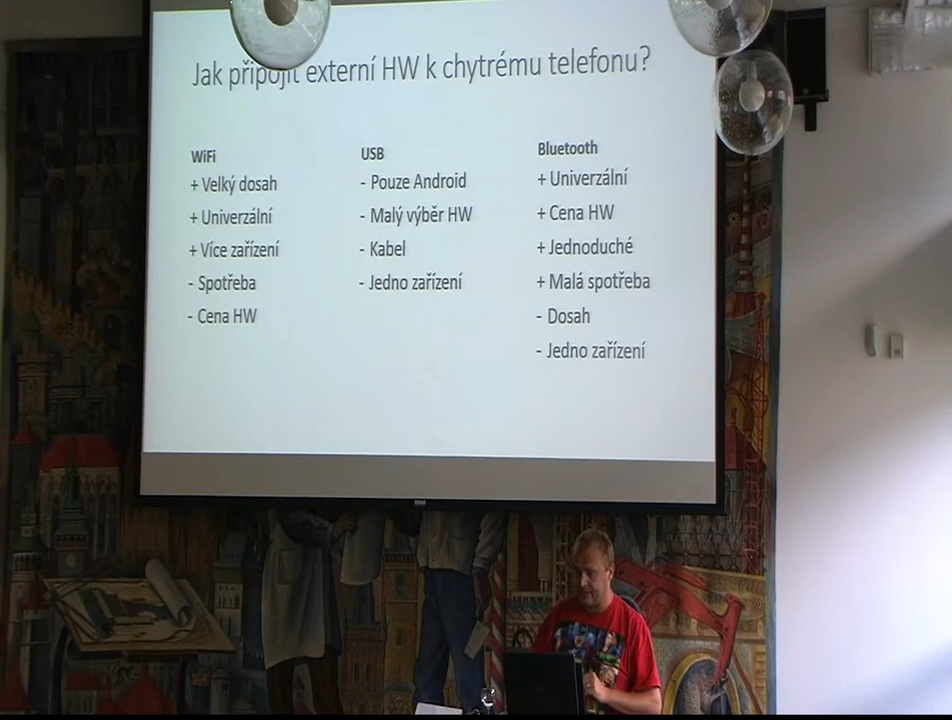 Jak připojit externí HW k chytrému telefonu?
WiFi
+ Velký dosah
+ Univerzální
+ Více zařízení
- Spotřeba
- Cena HW
USB
- Pouze Android
- Malý výběr HW
- Kabel
- Jedno zařízení
Bluetooth
+ Univerzální
+ Cena HW
+ Jednoduché
+ Malá spotřeba
- Dosah
- Jedno zařízení